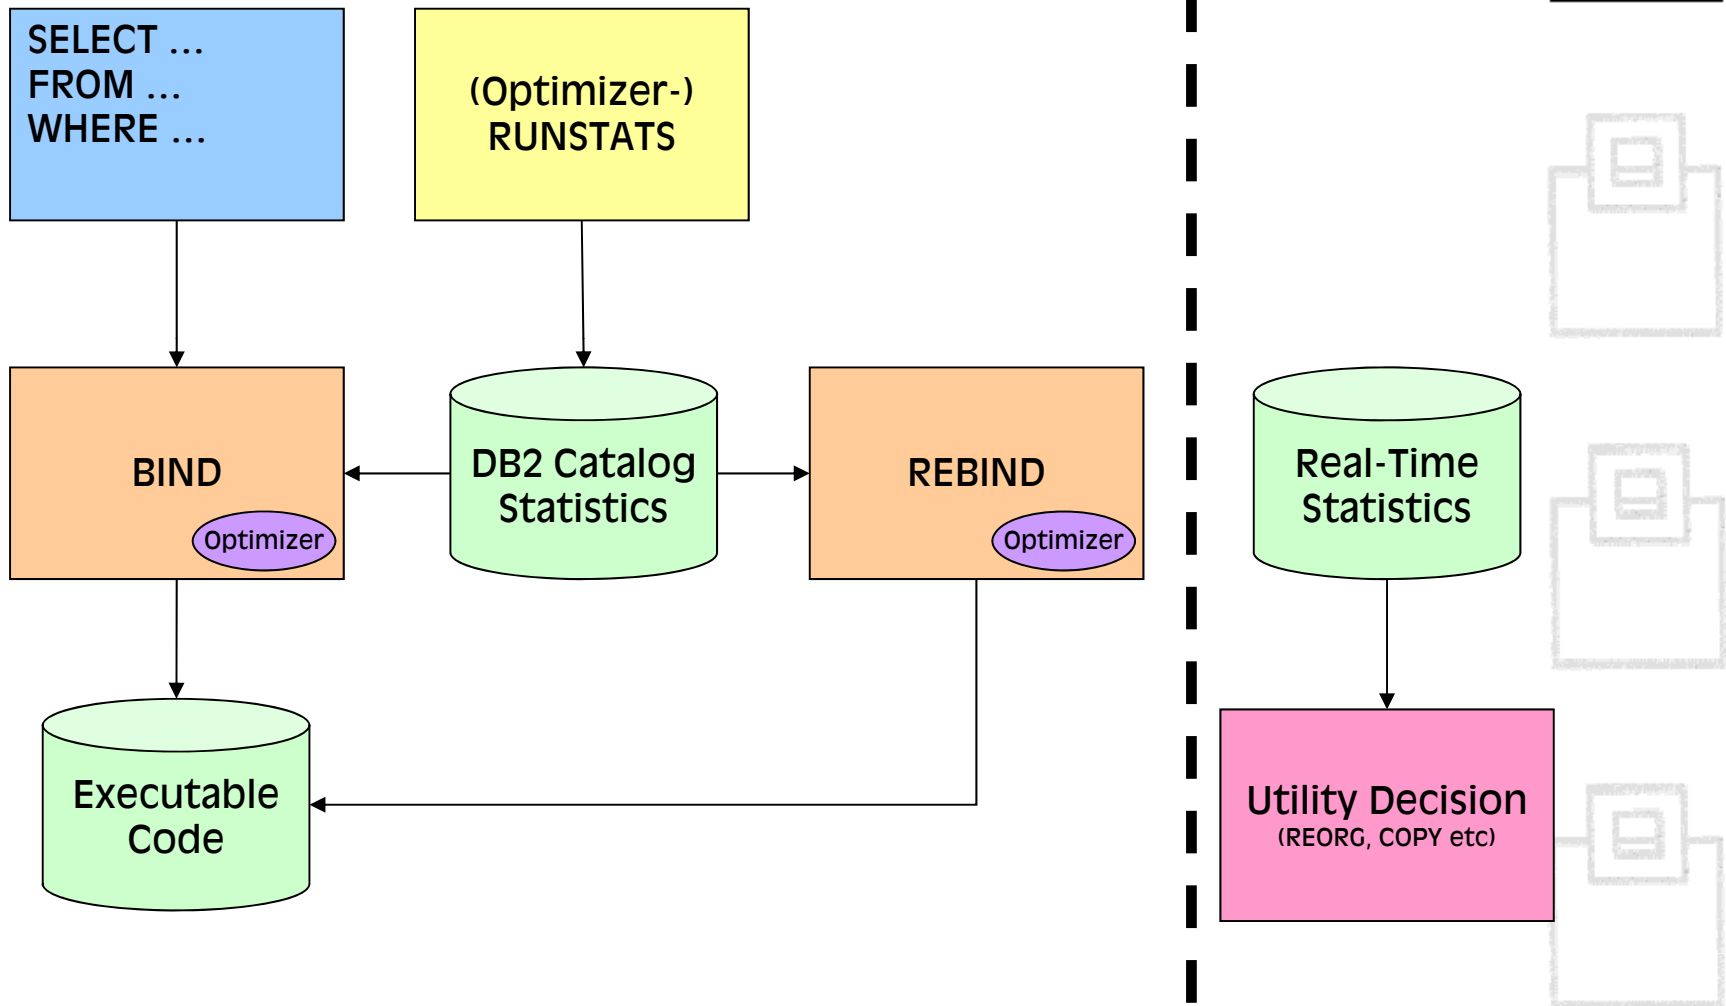 SELECT ...
FROM ...
WHERE ...
(Optimizer-)
RUNSTATS
BIND
Optimizer
DB2 Catalog
Statistics
REBIND
Optimizer
Real-Time
Statistics
Executable
Code
Utility Decision
(REORG, COPY etc)